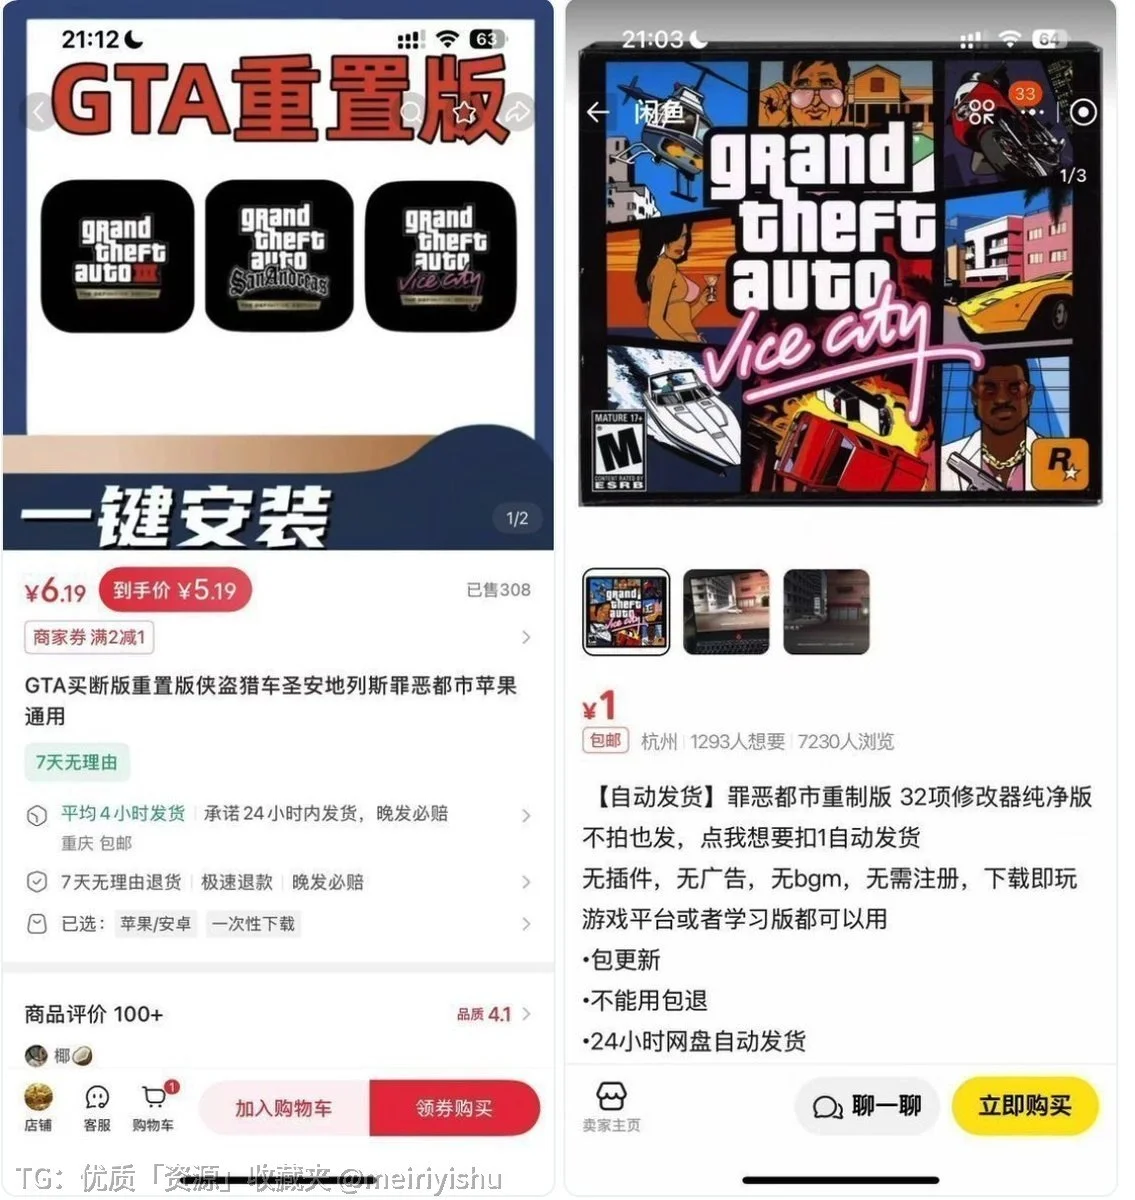 21:12
63
GTA重置版
grand
theft
auto III
THE DEFINITIVE EDITION
grand
theft
auto
San Andreas
THE DEFINITIVE EDITION
grand
theft
auto
Vice City
THE DEFINITIVE EDITION
一键安装
1/2
¥6.19 到手价 ¥5.19
已售308
商家券 满2减1
GTA买断版重置版侠盗猎车圣安地列斯罪恶都市苹果
通用
7天无理由
平均4小时发货 承诺24小时内发货，晚发必赔
重庆 包邮
7天无理由退货 极速退款 晚发必赔
已选： 苹果/安卓 一次性下载
商品评价 100+
品质 4.1
椰🥥
1
店铺 客服 购物车 加入购物车 领券购买
TG：优质「资源」收藏夹 @meiriyishu
21:03
64
闲鱼
33
1/3
grand
theft
auto
Vice City
MATURE 17+
M
CONTENT RATED BY
ESRB
R
¥1
包邮 杭州 1293人想要 7230人浏览
【自动发货】罪恶都市重制版 32项修改器纯净版
不拍也发，点我想要扣1自动发货
无插件，无广告，无bgm，无需注册，下载即玩
游戏平台或者学习版都可以用
•包更新
•不能用包退
•24小时网盘自动发货
卖家主页 聊一聊 立即购买